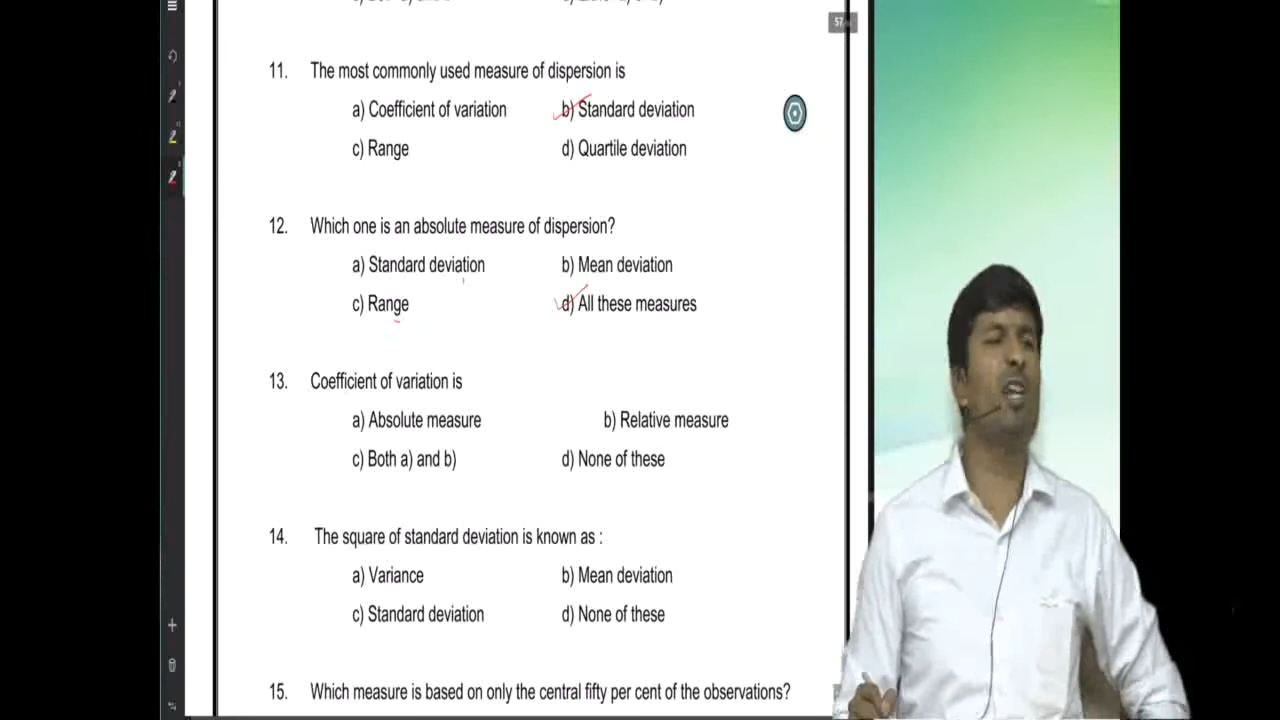 57
11. The most commonly used measure of dispersion is
a) Coefficient of variation b) Standard deviation
c) Range d) Quartile deviation
12. Which one is an absolute measure of dispersion?
a) Standard deviation b) Mean deviation
c) Range d) All these measures
13. Coefficient of variation is
a) Absolute measure b) Relative measure
c) Both a) and b) d) None of these
14. The square of standard deviation is known as :
a) Variance b) Mean deviation
c) Standard deviation d) None of these
15. Which measure is based on only the central fifty per cent of the observations?